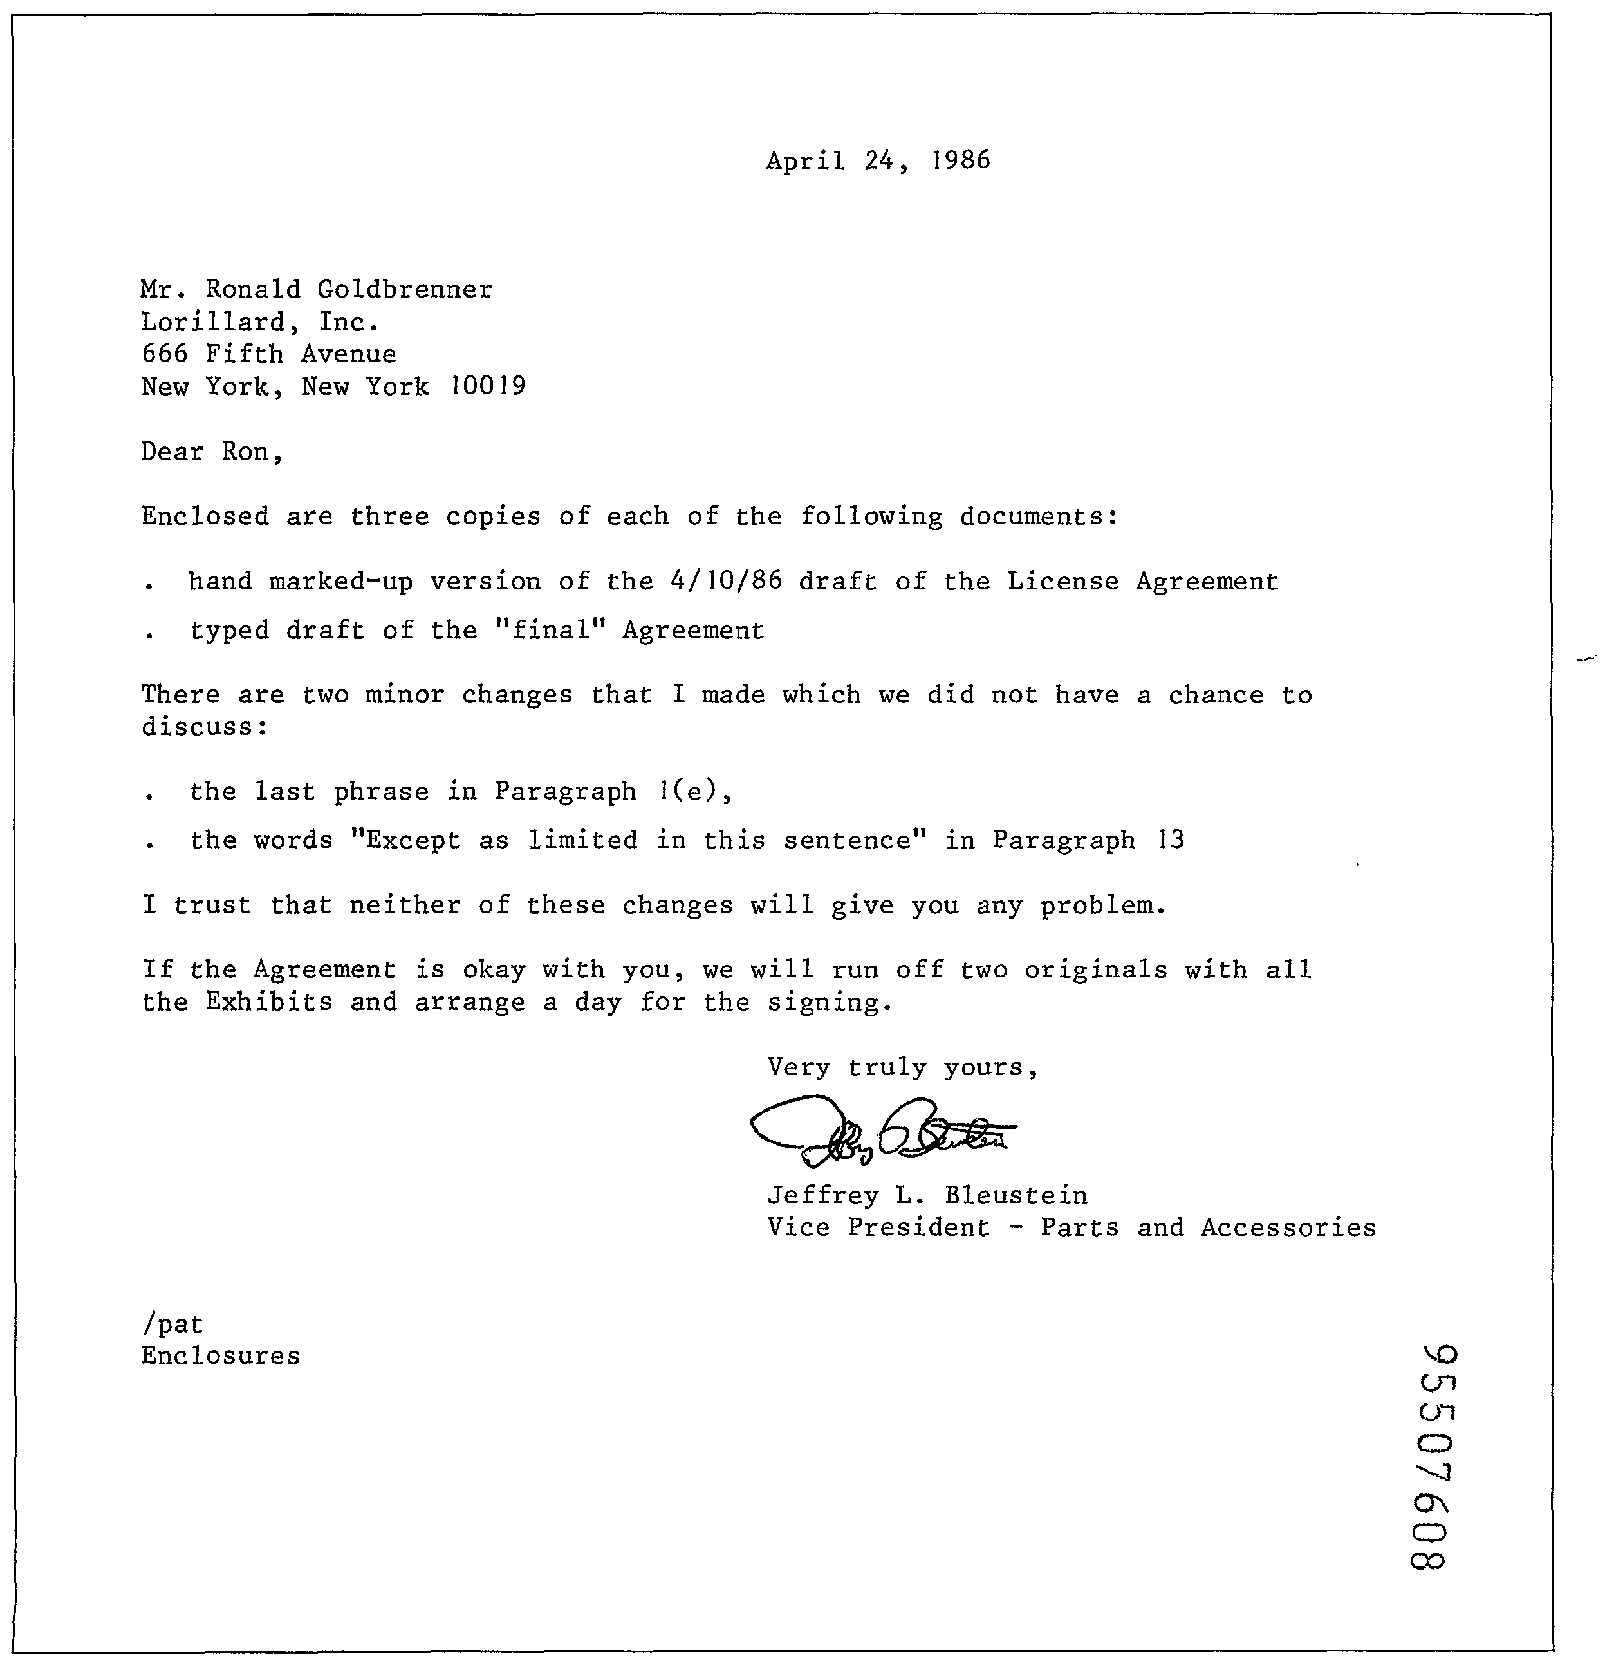 April 24, 1986
Mr. Ronald Goldbrenner
Lorillard, Inc.
666 Fifth Avenue
New York, New York 10019
Dear Ron,
Enclosed are three copies of each of the following documents:
. hand marked-up version of the 4/10/86 draft of the License Agreement
. typed draft of the "final" Agreement
There are two minor changes that I made which we did not have a chance to
discuss:
. the last phrase in Paragraph 1(e),
. the words "Except as limited in this sentence" in Paragraph 13
I trust that neither of these changes will give you any problem.
If the Agreement is okay with you, we will run off two originals with all
the Exhibits and arrange a day for the signing.
Very truly yours,
Jeffrey L. Bleustein
Vice President - Parts and Accessories
/pat
Enclosures
95507608